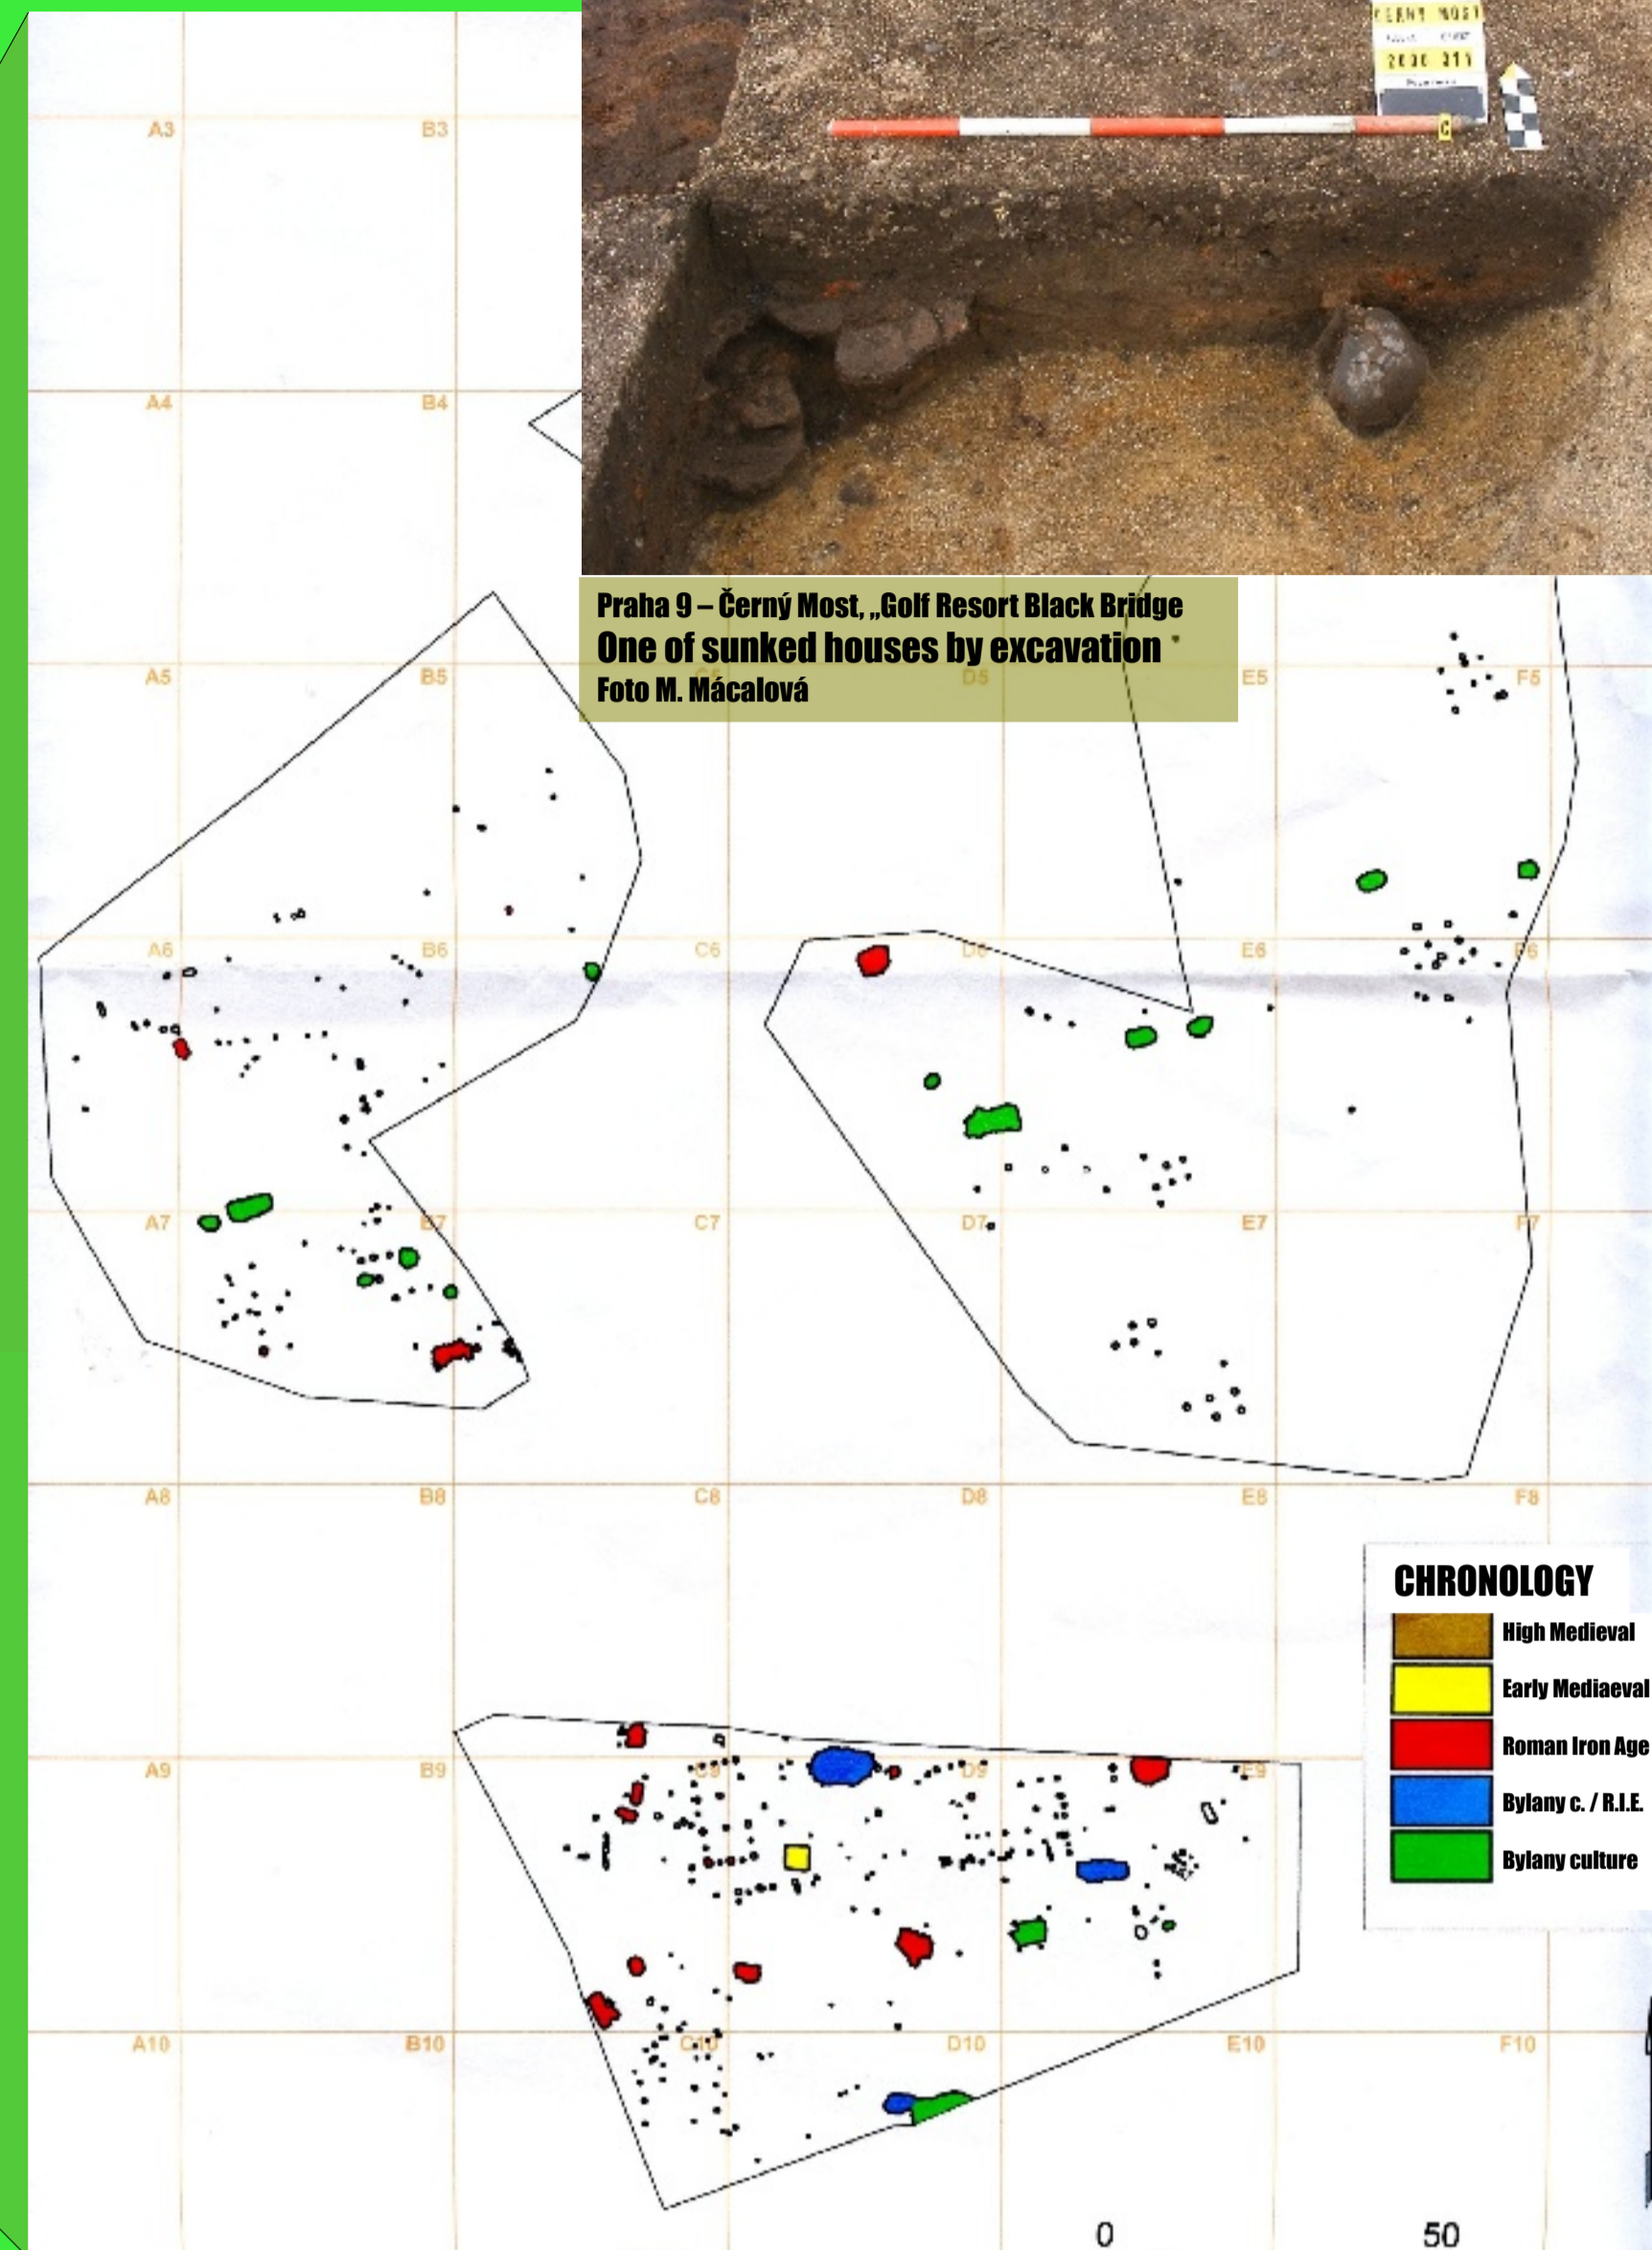 ČERNÝ MOST
A3
B3
A4
B4
Praha 9 – Černý Most, „Golf Resort Black Bridge
One of sunked houses by excavation
Foto M. Mácalová
A5
B5
D5
E5
F5
A6
B6
C6
D6
E6
F6
A7
B7
C7
D7
E7
F7
A8
B8
C8
D8
E8
F8
CHRONOLOGY
High Medieval
Early Mediaeval
Roman Iron Age
Bylany c. / R.I.E.
Bylany culture
A9
B9
C9
D9
E9
A10
B10
C10
D10
E10
F10
0
50